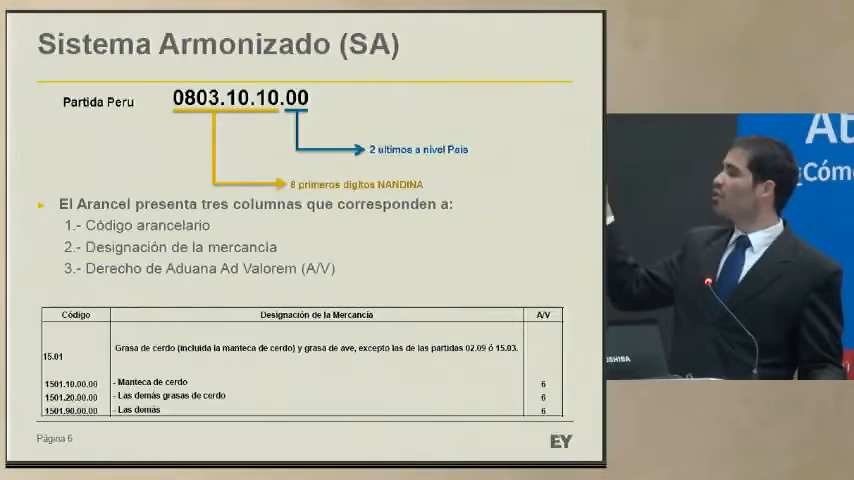 Sistema Armonizado (SA)
Partida Peru
0803.10.10.00
2 ultimos a nivel Pais
8 primeros digitos NANDINA
► El Arancel presenta tres columnas que corresponden a:
1.- Código arancelario
2.- Designación de la mercancia
3.- Derecho de Aduana Ad Valorem (A/V)
Código Designación de la Mercancía A/V
15.01 Grasa de cerdo (incluida la manteca de cerdo) y grasa de ave, excepto las de las partidas 02.09 ó 15.03.
1501.10.00.00 - Manteca de cerdo 6
1501.20.00.00 - Las demás grasas de cerdo 6
1501.90.00.00 - Las demás 6
Página 6
EY
¿Cóm